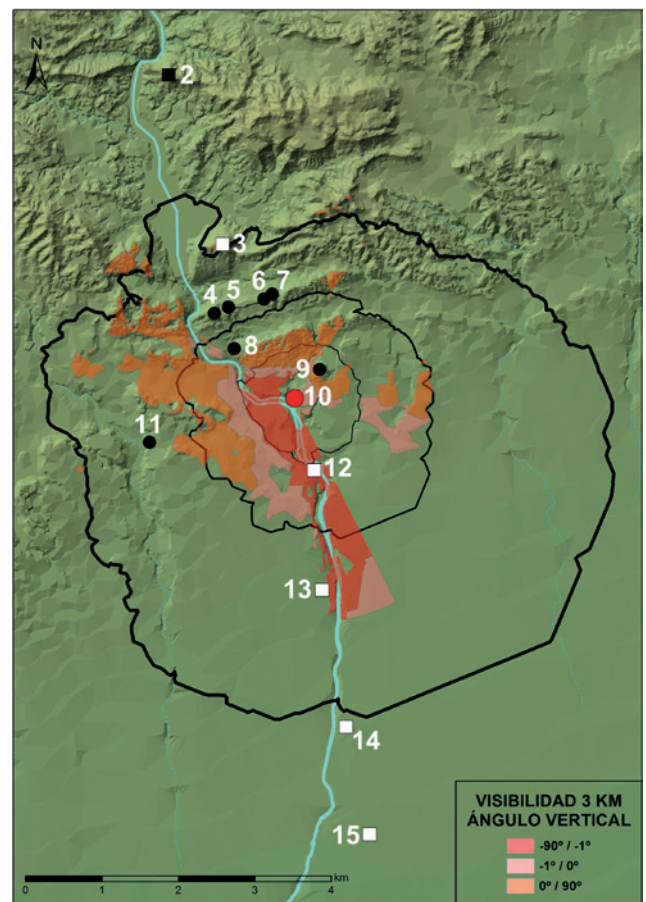 N
2
3
6 7
4 5
8
9
10
11
12
13
14
15
VISIBILIDAD 3 KM
ÁNGULO VERTICAL
-90º / -1º
-1º / 0º
0º / 90º
0 1 2 3 4
km